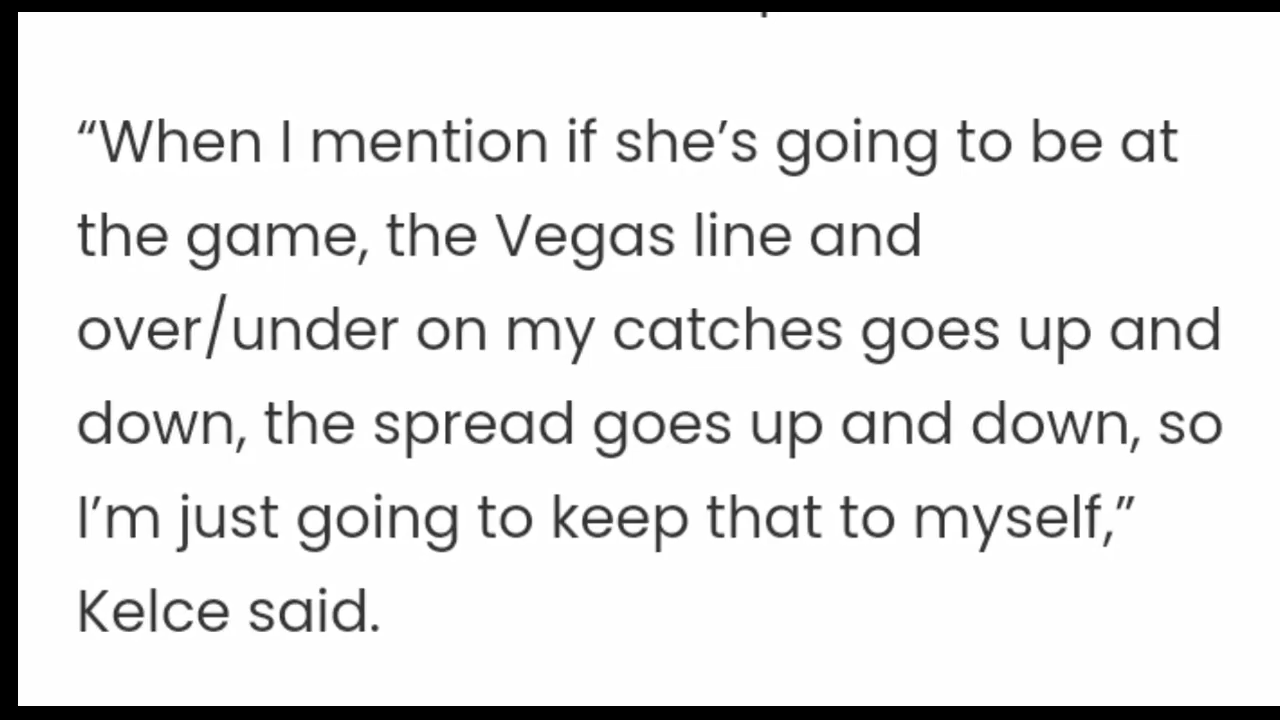 “When I mention if she’s going to be at
the game, the Vegas line and
over/under on my catches goes up and
down, the spread goes up and down, so
I’m just going to keep that to myself,”
Kelce said.